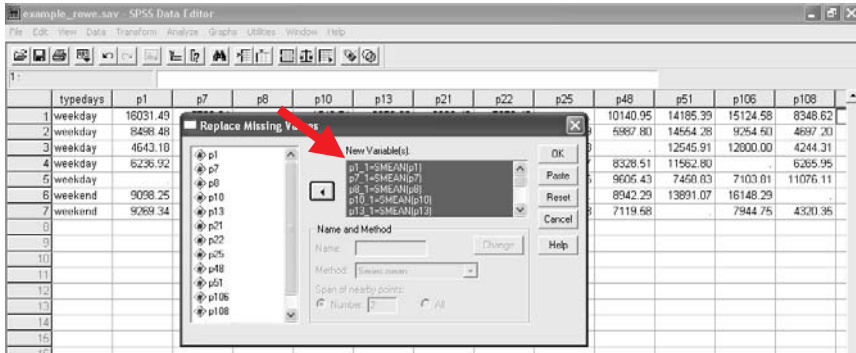 example_rowe.sav - SPSS Data Editor
File Edit View Data Transform Analyze Graphs Utilities Window Help
1:
typedays p1 p7 p8 p10 p13 p21 p22 p25 p48 p51 p106 p108
1 weekday 16031.49 10140.95 14185.39 15124.58 8348.62
2 weekday 8498.48 5987.80 14554.28 9254.50 4697.20
3 weekday 4643.18 . 12545.91 12800.00 4244.31
4 weekday 6236.92 8328.51 11562.80 . 6265.95
5 weekday 9605.43 7458.83 7103.81 11076.11
6 weekend 9098.25 8942.29 13891.07 16148.29 .
7 weekend 9269.34 7119.58 . 7944.75 4320.35
8
9
10
11
12
13
14
15
Replace Missing Values
p1
p7
p8
p10
p13
p21
p22
p25
p48
p51
p106
p108
New Variable(s):
p1_1=SMEAN(p1)
p7_1=SMEAN(p7)
p8_1=SMEAN(p8)
p10_1=SMEAN(p10)
p13_1=SMEAN(p13)
OK
Paste
Reset
Cancel
Help
Name and Method
Name:
Change
Method: Series mean
Span of nearby points:
Number: 2 All